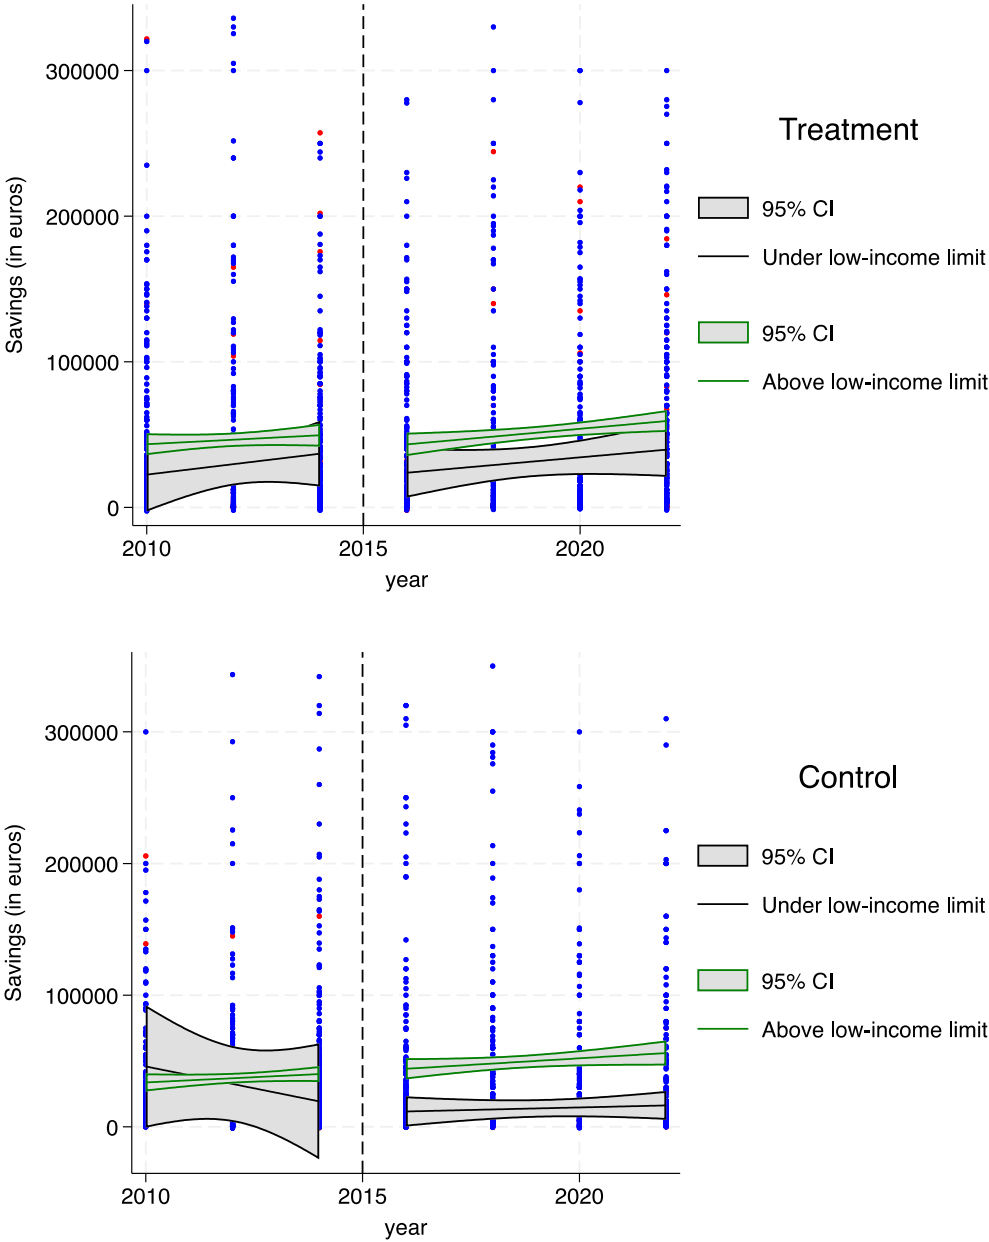 300000
200000
100000
0
Savings (in euros)
2010
2015
2020
year
Treatment
95% CI
Under low-income limit
95% CI
Above low-income limit
300000
200000
100000
0
Savings (in euros)
2010
2015
2020
year
Control
95% CI
Under low-income limit
95% CI
Above low-income limit